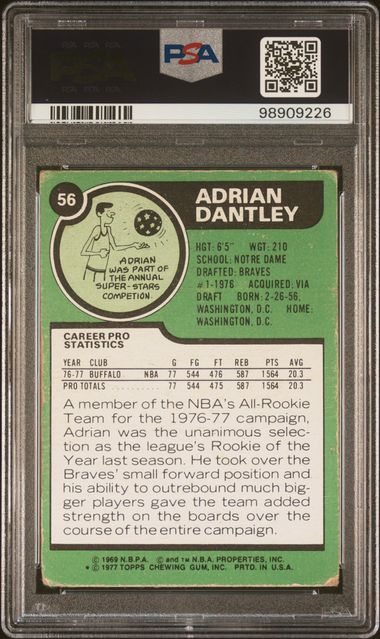 PSA
98909226
56
ADRIAN
DANTLEY
ADRIAN
WAS PART OF
THE ANNUAL
SUPER-STARS
COMPETION.
HGT: 6'5" WGT: 210
SCHOOL: NOTRE DAME
DRAFTED: BRAVES
#1-1976 ACQUIRED: VIA
DRAFT BORN: 2-26-56,
WASHINGTON, D.C. HOME:
WASHINGTON, D.C.
CAREER PRO
STATISTICS
YEAR CLUB G FG FT REB PTS AVG
76-77 BUFFALO NBA 77 544 476 587 1564 20.3
PRO TOTALS ........... 77 544 475 587 1564 20.3
A member of the NBA's All-Rookie
Team for the 1976-77 campaign,
Adrian was the unanimous selec-
tion as the league's Rookie of the
Year last season. He took over the
Braves' small forward position and
his ability to outrebound much big-
ger players gave the team added
strength on the boards over the
course of the entire campaign.
© 1969 N.B.P.A. © and ™ N.B.A. PROPERTIES, INC.
* © 1977 TOPPS CHEWING GUM, INC. PRTD. IN U.S.A.